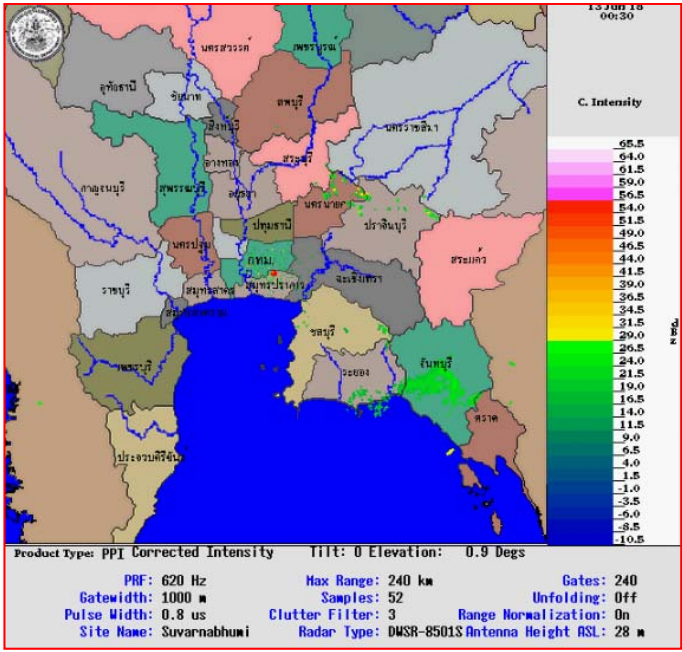 13 Jun 18
00:30
C. Intensity
นครสวรรค์
เพชรบูรณ์
อุทัยธานี
ชัยนาท
ลพบุรี
สิงห์บุรี
นครราชสีมา
อ่างทอง
สระบุรี
กาญจนบุรี
สุพรรณบุรี
อยุธยา
นครนายก
ปราจีนบุรี
ปทุมธานี
นครปฐม
กทม.
สระแก้ว
ราชบุรี
สมุทรสาคร
สมุทรปราการ
ฉะเชิงเทรา
ชลบุรี
เพชรบุรี
ระยอง
จันทบุรี
ตราด
ประจวบคีรีขันธ์
65.5
64.0
61.5
59.0
56.5
54.0
51.5
49.0
46.5
44.0
41.5
39.0
36.5
34.0
31.5
29.0
26.5
24.0
21.5
19.0
16.5
14.0
11.5
9.0
6.5
4.0
1.5
-1.0
-3.5
-6.0
-8.5
-10.5
Product Type: PPI Corrected Intensity Tilt: 0 Elevation: 0.9 Degs
PRF: 620 Hz Max Range: 240 km Gates: 240
Gatewidth: 1000 m Samples: 52 Unfolding: Off
Pulse Width: 0.8 us Clutter Filter: 3 Range Normalization: On
Site Name: Suvarnabhumi Radar Type: DWSR-8501S Antenna Height ASL: 28 m